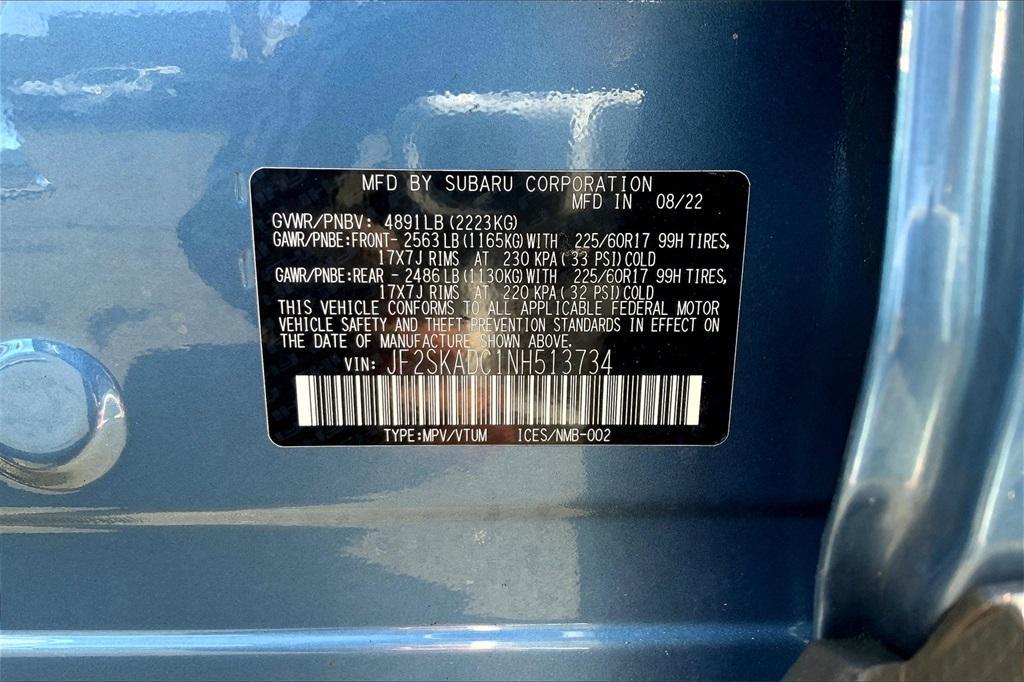 MFD BY SUBARU CORPORATION
MFD IN 08/22
GVWR/PNBV: 4891LB (2223KG)
GAWR/PNBE:FRONT- 2563LB(1165KG)WITH 225/60R17 99H TIRES,
17X7J RIMS AT 230 KPA( 33 PSI)COLD
GAWR/PNBE:REAR - 2486LB(1130KG)WITH 225/60R17 99H TIRES,
17X7J RIMS AT 220 KPA( 32 PSI)COLD
THIS VEHICLE CONFORMS TO ALL APPLICABLE FEDERAL MOTOR
VEHICLE SAFETY AND THEFT PREVENTION STANDARDS IN EFFECT ON
THE DATE OF MANUFACTURE SHOWN ABOVE.
VIN: JF2SKADC1NH513734
TYPE:MPV/VTUM ICES/NMB-002